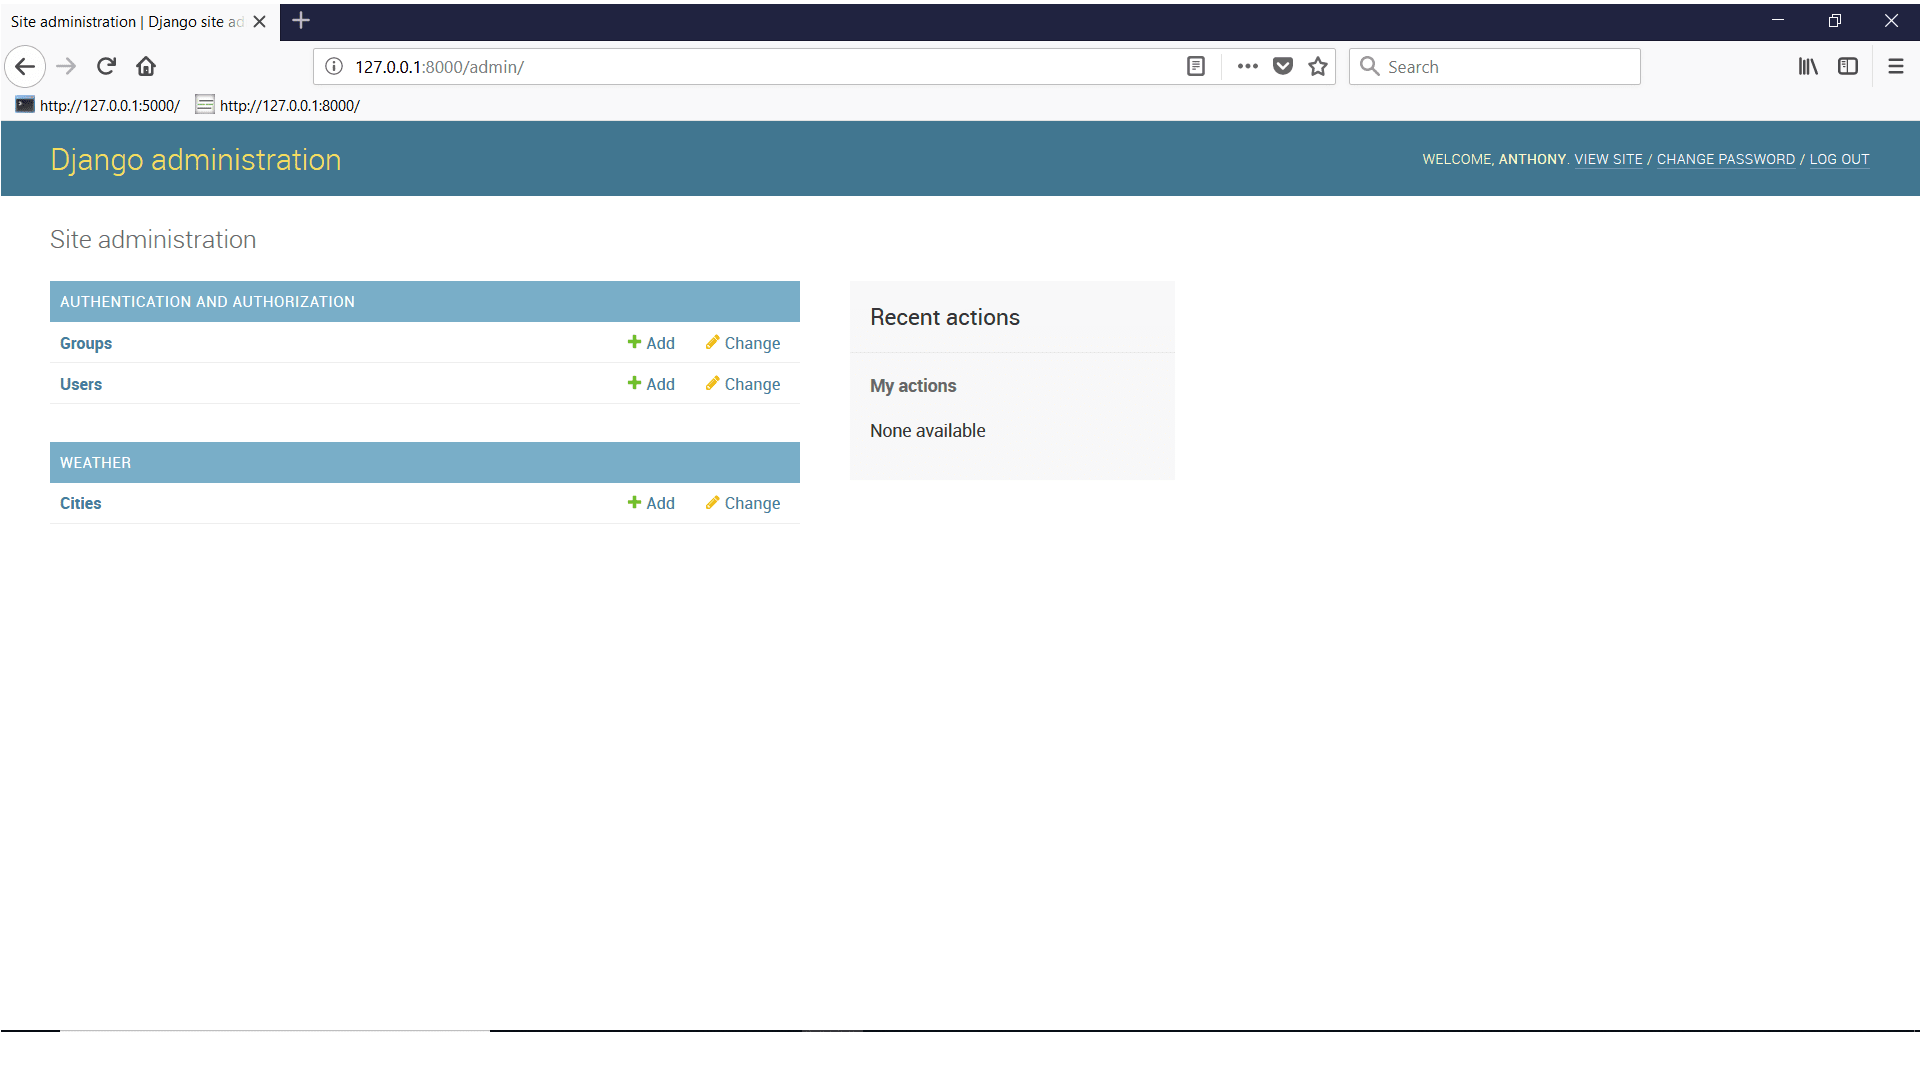 Site administration | Django site ad
127.0.0.1:8000/admin/
Search
http://127.0.0.1:5000/ http://127.0.0.1:8000/
Django administration
WELCOME, ANTHONY. VIEW SITE / CHANGE PASSWORD / LOG OUT
Site administration
AUTHENTICATION AND AUTHORIZATION
Groups Add Change
Users Add Change
WEATHER
Cities Add Change
Recent actions
My actions
None available